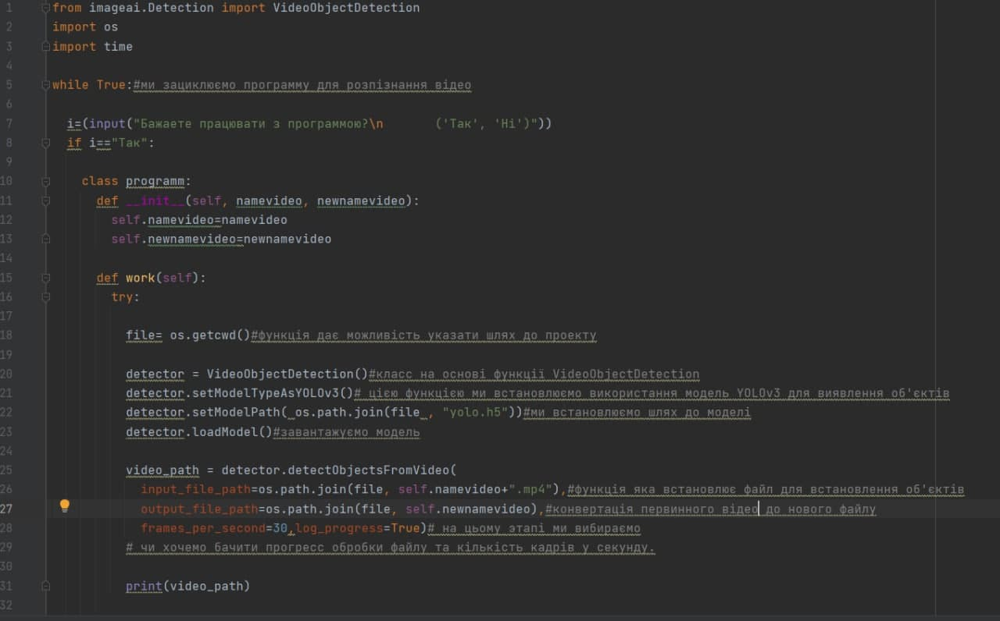 1 from imageai.Detection import VideoObjectDetection
2 import os
3 import time
4
5 while True:#ми зациклюємо программу для розпізнання відео
6
7 i=(input("Бажаете працювати з программою?\n       ('Так', 'Ні')"))
8 if i=="Так":
9
10 class programm:
11 def __init__(self, namevideo, newnamevideo):
12 self.namevideo=namevideo
13 self.newnamevideo=newnamevideo
14
15 def work(self):
16 try:
17
18 file= os.getcwd()#функція дає можливість указати шлях до проекту
19
20 detector = VideoObjectDetection()#класс на основі функції VideoObjectDetection
21 detector.setModelTypeAsYOLOv3()# цією функцією ми встановлюємо використання модель YOLOv3 для виявлення об'єктів
22 detector.setModelPath( os.path.join(file , "yolo.h5"))#ми встановлюємо шлях до моделі
23 detector.loadModel()#завантажуємо модель
24
25 video_path = detector.detectObjectsFromVideo(
26 input_file_path=os.path.join(file, self.namevideo+".mp4"),#функція яка встановлює файл для встановлення об'єктів
27 output_file_path=os.path.join(file, self.newnamevideo),#конвертація первинного відео до нового файлу
28 frames_per_second=30,log_progress=True)# на цьому этапі ми вибираємо
29 # чи хочемо бачити прогресс обробки файлу та кількість кадрів у секунду.
30
31 print(video_path)
32